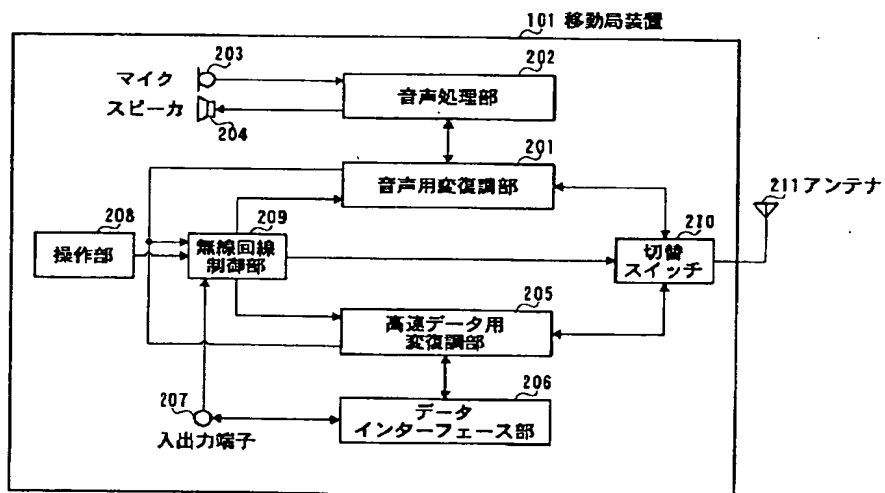 101 移動局装置
203
マイク
スピーカ
204
202
音声処理部
201
音声用変復調部
211 アンテナ
208
操作部
209
無線回線
制御部
210
切替
スイッチ
205
高速データ用
変復調部
207
入出力端子
206
データ
インターフェース部